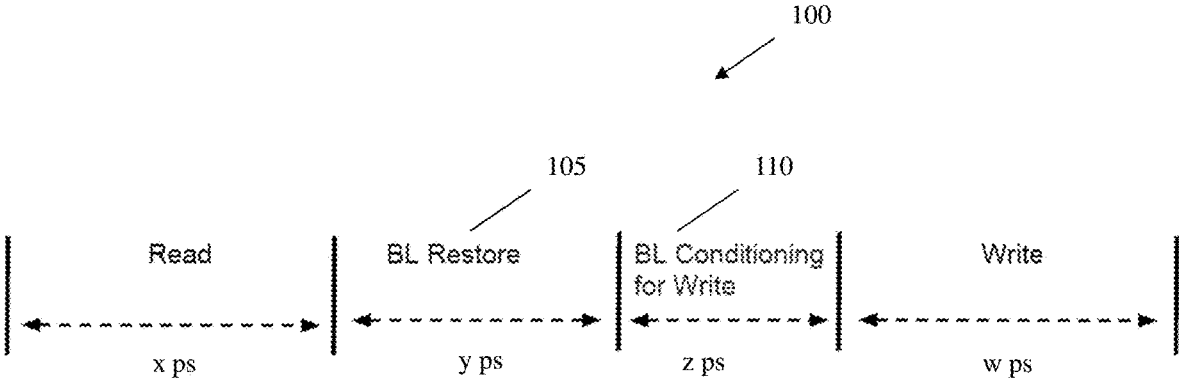 100
105
110
Read
BL Restore
BL Conditioning
for Write
Write
x ps
y ps
z ps
w ps